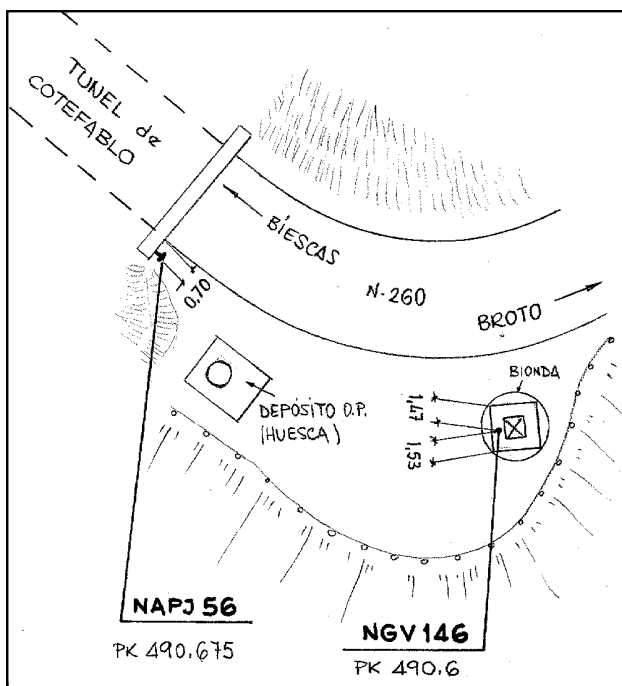 TUNEL de
COTEFABLO
BIESCAS
0,70
N-260
BROTO
BIONDA
DEPÓSITO O.P.
(HUESCA)
1,47
1,53
NAPJ 56
PK 490.675
NGV 146
PK 490.6